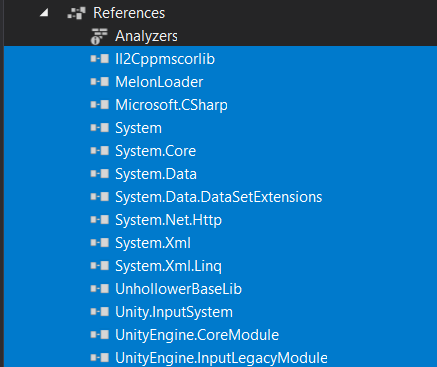 References
Analyzers
Il2Cppmscorlib
MelonLoader
Microsoft.CSharp
System
System.Core
System.Data
System.Data.DataSetExtensions
System.Net.Http
System.Xml
System.Xml.Linq
UnhollowerBaseLib
Unity.InputSystem
UnityEngine.CoreModule
UnityEngine.InputLegacyModule